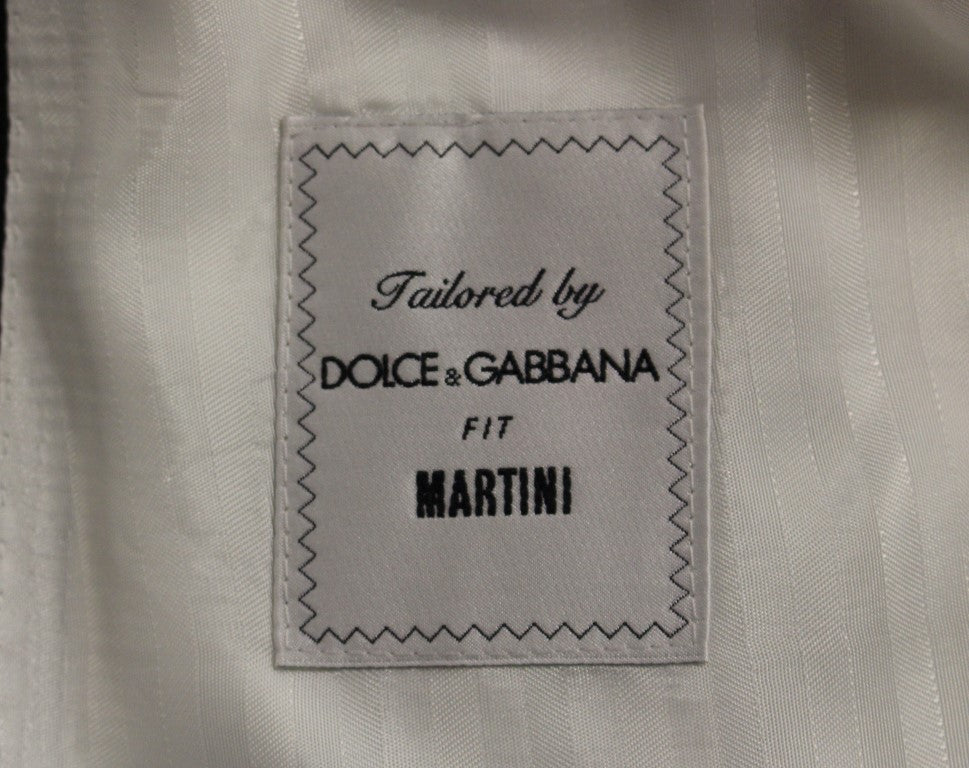 Tailored by
DOLCE & GABBANA
FIT
MARTINI